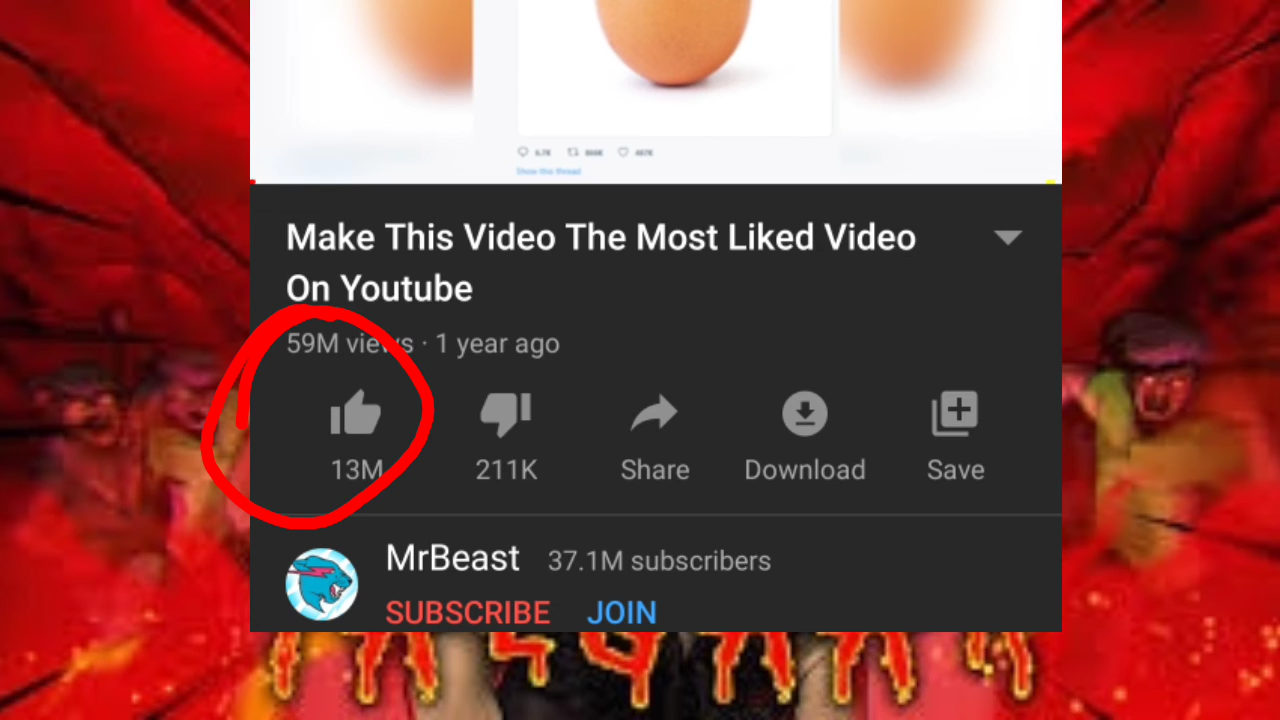 Show this thread
Make This Video The Most Liked Video
On Youtube
59M views · 1 year ago
13M
211K
Share
Download
Save
MrBeast 37.1M subscribers
SUBSCRIBE JOIN